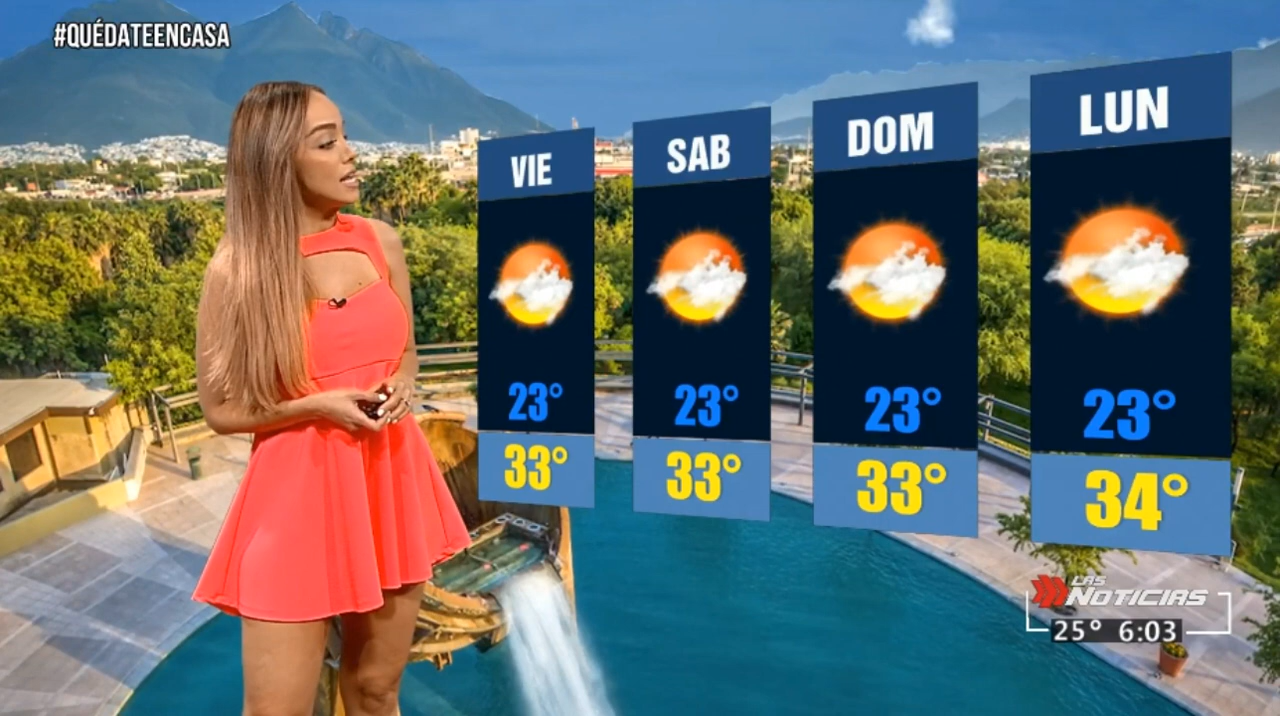 #QUÉDATEENCASA
VIE
23°
33°
SAB
23°
33°
DOM
23°
33°
LUN
23°
34°
LAS
NOTICIAS
25° 6:03